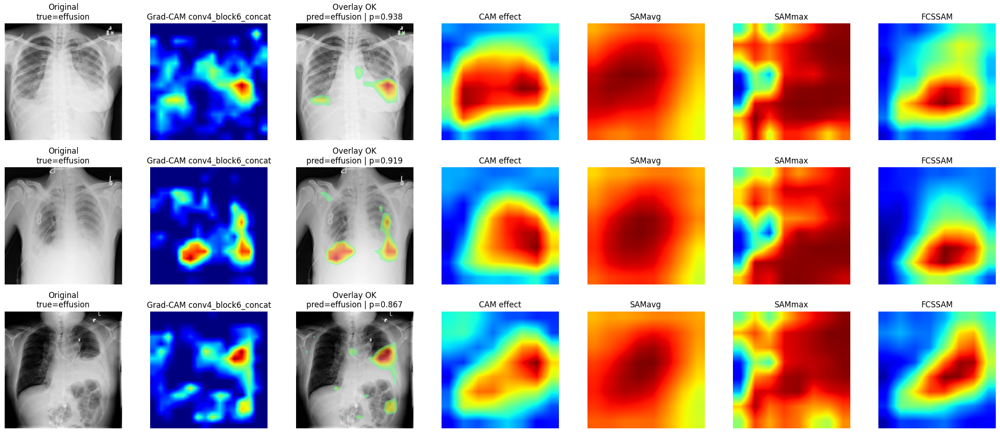 Original
true=effusion
Grad-CAM conv4_block6_concat
Overlay OK
pred=effusion | p=0.938
CAM effect
SAMavg
SAMmax
FCSSAM
Original
true=effusion
Grad-CAM conv4_block6_concat
Overlay OK
pred=effusion | p=0.919
CAM effect
SAMavg
SAMmax
FCSSAM
L
L
Original
true=effusion
Grad-CAM conv4_block6_concat
Overlay OK
pred=effusion | p=0.867
CAM effect
SAMavg
SAMmax
FCSSAM
L
L